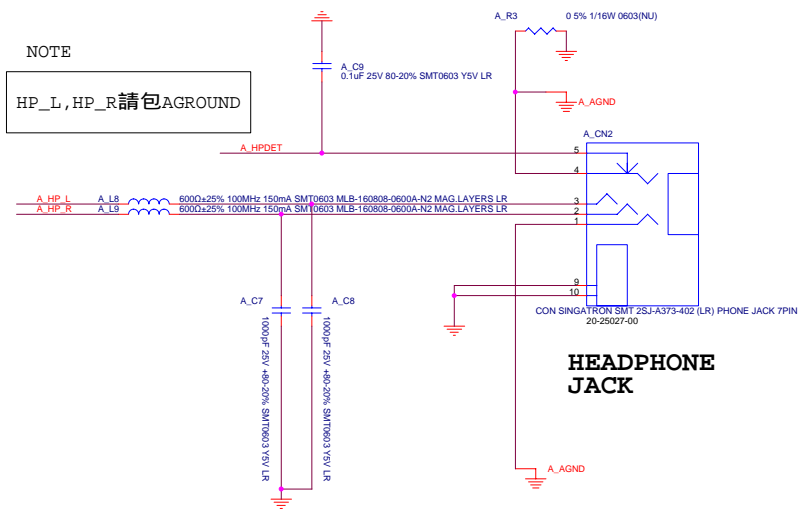 A_R3
0 5% 1/16W 0603(NU)
NOTE
A_C9
0.1uF 25V 80-20% SMT0603 Y5V LR
HP_L,HP_R請包AGROUND
A_AGND
A_CN2
A_HPDET
5
4
A_HP_L
A_L8
600Ω±25% 100MHz 150mA SMT0603 MLB-160808-0600A-N2 MAG.LAYERS LR
3
A_HP_R
A_L9
600Ω±25% 100MHz 150mA SMT0603 MLB-160808-0600A-N2 MAG.LAYERS LR
2
1
9
10
A_C7
A_C8
1000pF 25V +80-20% SMT0603 Y5V LR
1000pF 25V +80-20% SMT0603 Y5V LR
CON SINGATRON SMT 2SJ-A373-402 (LR) PHONE JACK 7PIN
20-25027-00
HEADPHONE
JACK
A_AGND